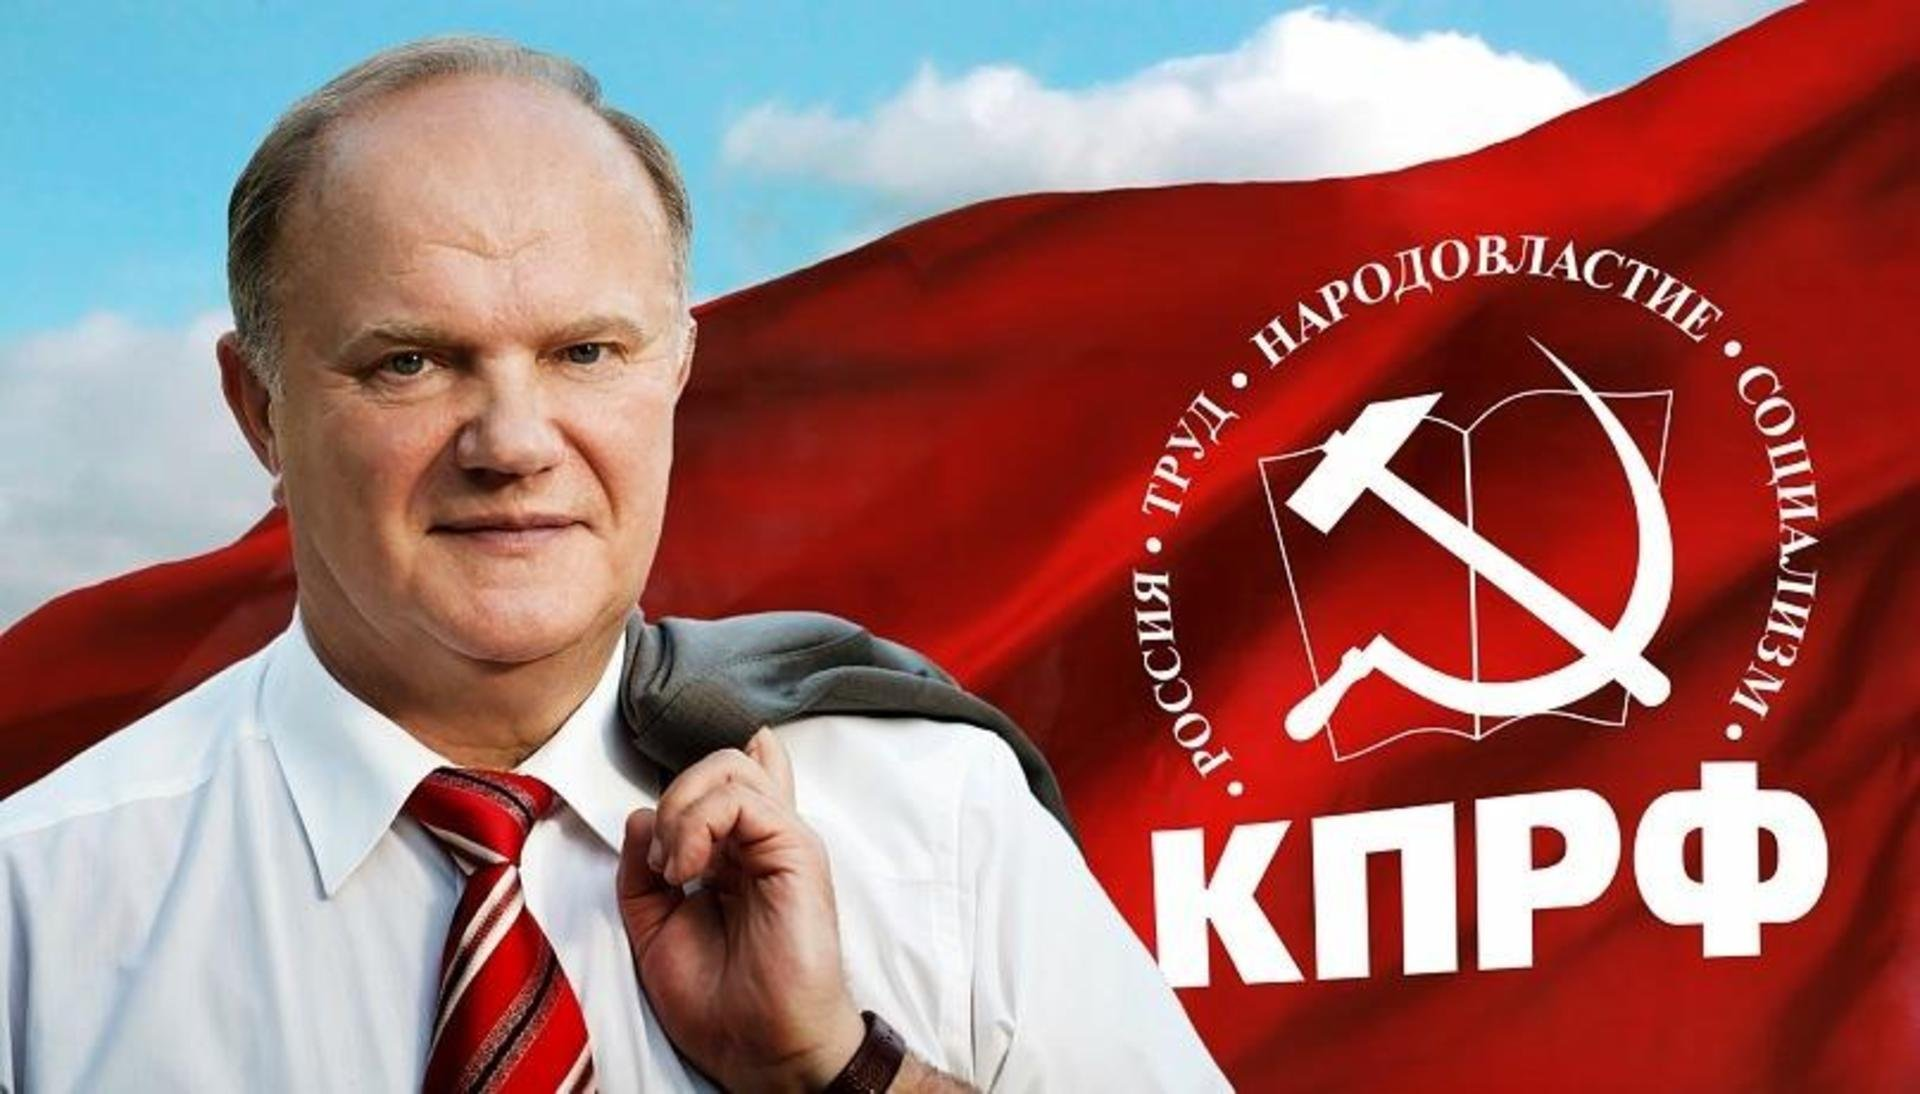 • РОССИЯ • ТРУД • НАРОДОВЛАСТИЕ • СОЦИАЛИЗМ •
КПРФ